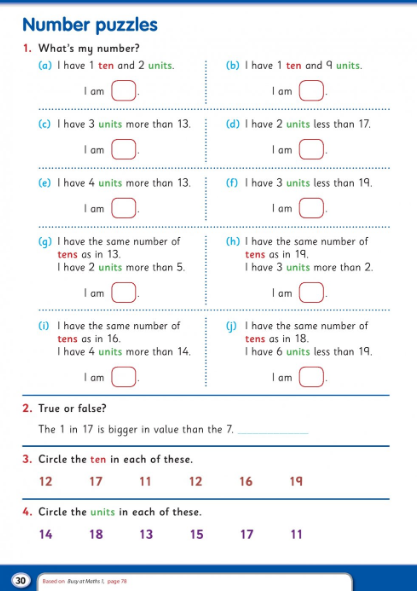 Number puzzles
1. What's my number?
(a) I have 1 ten and 2 units.
I am .
(b) I have 1 ten and 9 units.
I am .
(c) I have 3 units more than 13.
I am .
(d) I have 2 units less than 17.
I am .
(e) I have 4 units more than 13.
I am .
(f) I have 3 units less than 19.
I am .
(g) I have the same number of
tens as in 13.
I have 2 units more than 5.
I am .
(h) I have the same number of
tens as in 19.
I have 3 units more than 2.
I am .
(i) I have the same number of
tens as in 16.
I have 4 units more than 14.
I am .
(j) I have the same number of
tens as in 18.
I have 6 units less than 19.
I am .
2. True or false?
The 1 in 17 is bigger in value than the 7.
3. Circle the ten in each of these.
12 17 11 12 16 19
4. Circle the units in each of these.
14 18 13 15 17 11
30 Based on Busy at Maths 1, page 76